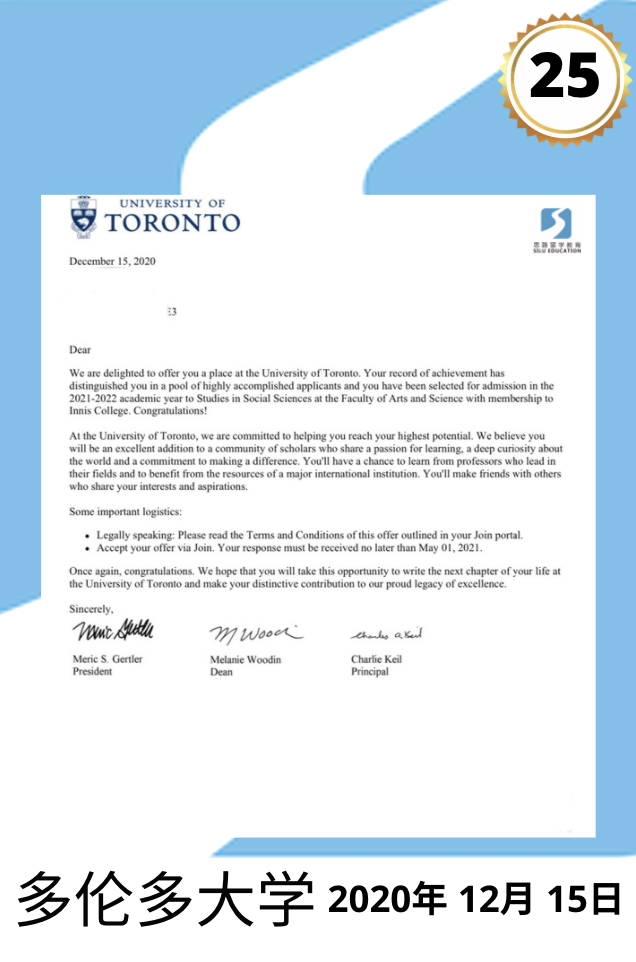 25
UNIVERSITY OF
TORONTO
思路留学教育
SILU EDUCATION
December 15, 2020
E3
Dear
We are delighted to offer you a place at the University of Toronto. Your record of achievement has
distinguished you in a pool of highly accomplished applicants and you have been selected for admission in the
2021-2022 academic year to Studies in Social Sciences at the Faculty of Arts and Science with membership to
Innis College. Congratulations!
At the University of Toronto, we are committed to helping you reach your highest potential. We believe you
will be an excellent addition to a community of scholars who share a passion for learning, a deep curiosity about
the world and a commitment to making a difference. You'll have a chance to learn from professors who lead in
their fields and to benefit from the resources of a major international institution. You'll make friends with others
who share your interests and aspirations.
Some important logistics:
• Legally speaking: Please read the Terms and Conditions of this offer outlined in your Join portal.
• Accept your offer via Join. Your response must be received no later than May 01, 2021.
Once again, congratulations. We hope that you will take this opportunity to write the next chapter of your life at
the University of Toronto and make your distinctive contribution to our proud legacy of excellence.
Sincerely,
Meric Gertler M Woodin Charles a Keil
Meric S. Gertler Melanie Woodin Charlie Keil
President Dean Principal
多伦多大学 2020年 12月 15日